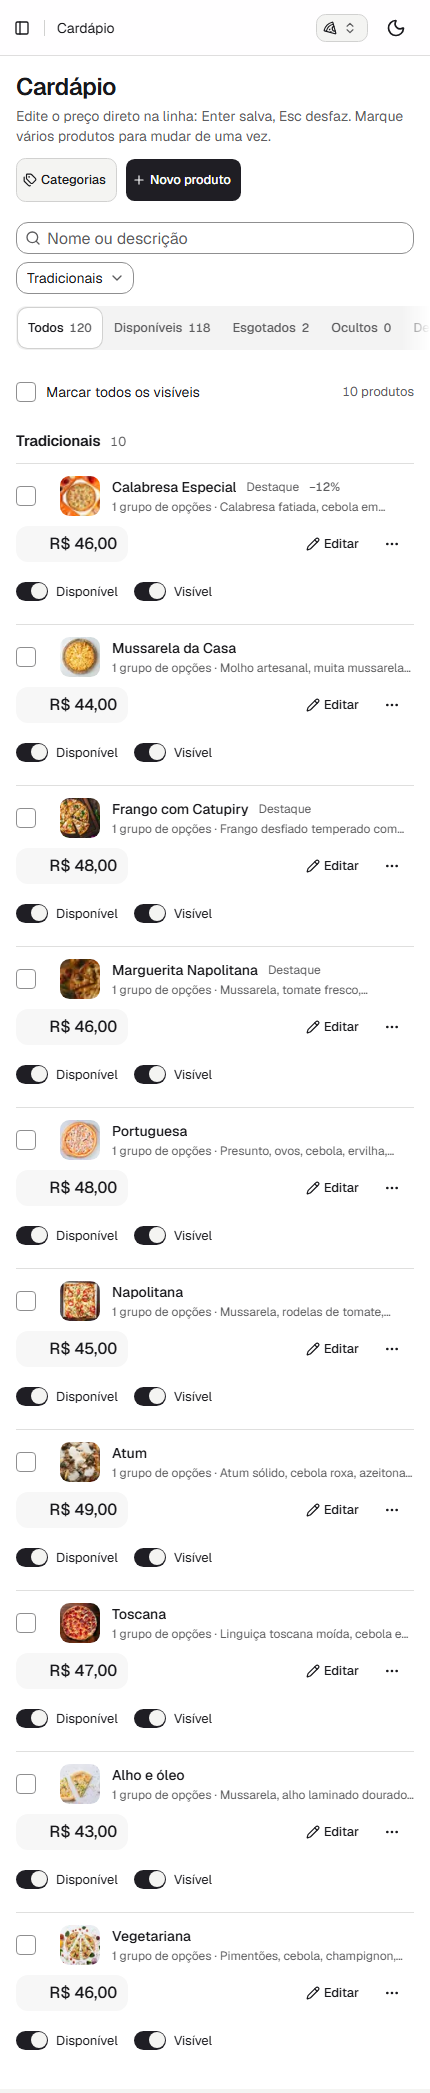 Cardápio
Cardápio
Edite o preço direto na linha: Enter salva, Esc desfaz. Marque
vários produtos para mudar de uma vez.
Categorias
+ Novo produto
Nome ou descrição
Tradicionais
Todos 120 Disponíveis 118 Esgotados 2 Ocultos 0 De
Marcar todos os visíveis 10 produtos
Tradicionais 10
Calabresa Especial Destaque −12%
1 grupo de opções · Calabresa fatiada, cebola em...
R$ 46,00 Editar ...
Disponível Visível
Mussarela da Casa
1 grupo de opções · Molho artesanal, muita mussarela...
R$ 44,00 Editar ...
Disponível Visível
Frango com Catupiry Destaque
1 grupo de opções · Frango desfiado temperado com...
R$ 48,00 Editar ...
Disponível Visível
Marguerita Napolitana Destaque
1 grupo de opções · Mussarela, tomate fresco,...
R$ 46,00 Editar ...
Disponível Visível
Portuguesa
1 grupo de opções · Presunto, ovos, cebola, ervilha,...
R$ 48,00 Editar ...
Disponível Visível
Napolitana
1 grupo de opções · Mussarela, rodelas de tomate,...
R$ 45,00 Editar ...
Disponível Visível
Atum
1 grupo de opções · Atum sólido, cebola roxa, azeitona...
R$ 49,00 Editar ...
Disponível Visível
Toscana
1 grupo de opções · Linguiça toscana moída, cebola e...
R$ 47,00 Editar ...
Disponível Visível
Alho e óleo
1 grupo de opções · Mussarela, alho laminado dourado...
R$ 43,00 Editar ...
Disponível Visível
Vegetariana
1 grupo de opções · Pimentões, cebola, champignon,...
R$ 46,00 Editar ...
Disponível Visível